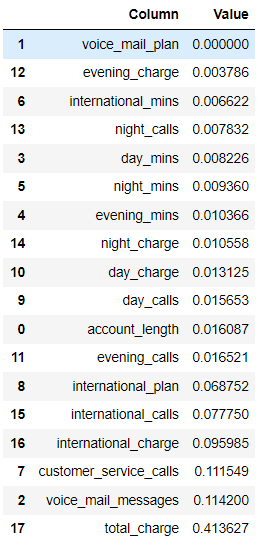 Column Value
1 voice_mail_plan 0.000000
12 evening_charge 0.003786
6 international_mins 0.006622
13 night_calls 0.007832
3 day_mins 0.008226
5 night_mins 0.009360
4 evening_mins 0.010366
14 night_charge 0.010558
10 day_charge 0.013125
9 day_calls 0.015653
0 account_length 0.016087
11 evening_calls 0.016521
8 international_plan 0.068752
15 international_calls 0.077750
16 international_charge 0.095985
7 customer_service_calls 0.111549
2 voice_mail_messages 0.114200
17 total_charge 0.413627